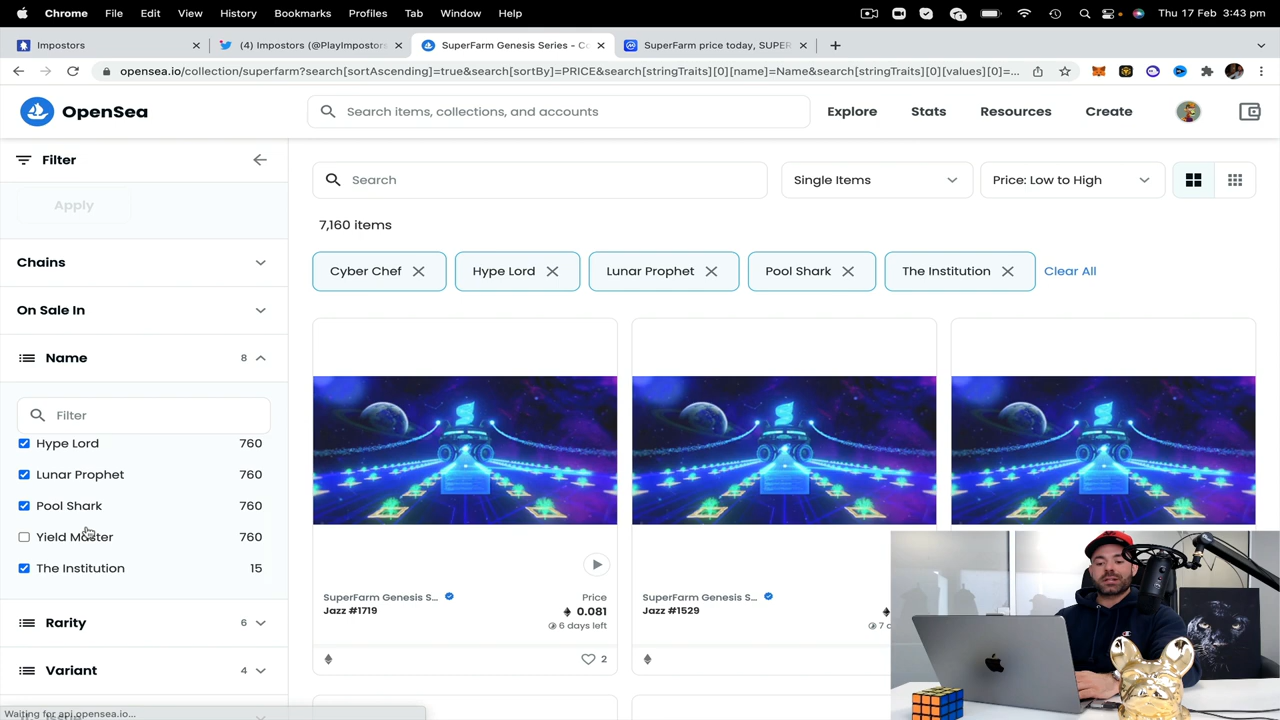 Chrome File Edit View History Bookmarks Profiles Tab Window Help Thu 17 Feb 3:43 pm
Impostors (4) Impostors (@PlayImpostors SuperFarm Genesis Series - Co SuperFarm price today, SUPER
opensea.io/collection/superfarm?search[sortAscending]=true&search[sortBy]=PRICE&search[stringTraits][0][name]=Name&search[stringTraits][0][values][0]=...
OpenSea Search items, collections, and accounts Explore Stats Resources Create
Filter
Search Single Items Price: Low to High
Apply
7,160 items
Chains
Cyber Chef Hype Lord Lunar Prophet Pool Shark The Institution Clear All
On Sale In
Name 8
Filter
Hype Lord 760
Lunar Prophet 760
Pool Shark 760
Yield Master 760
The Institution 15
SuperFarm Genesis S... Price
Jazz #1719 0.081
6 days left
2
SuperFarm Genesis S...
Jazz #1529
7 d
Rarity 6
Variant 4
Waiting for api.opensea.io...